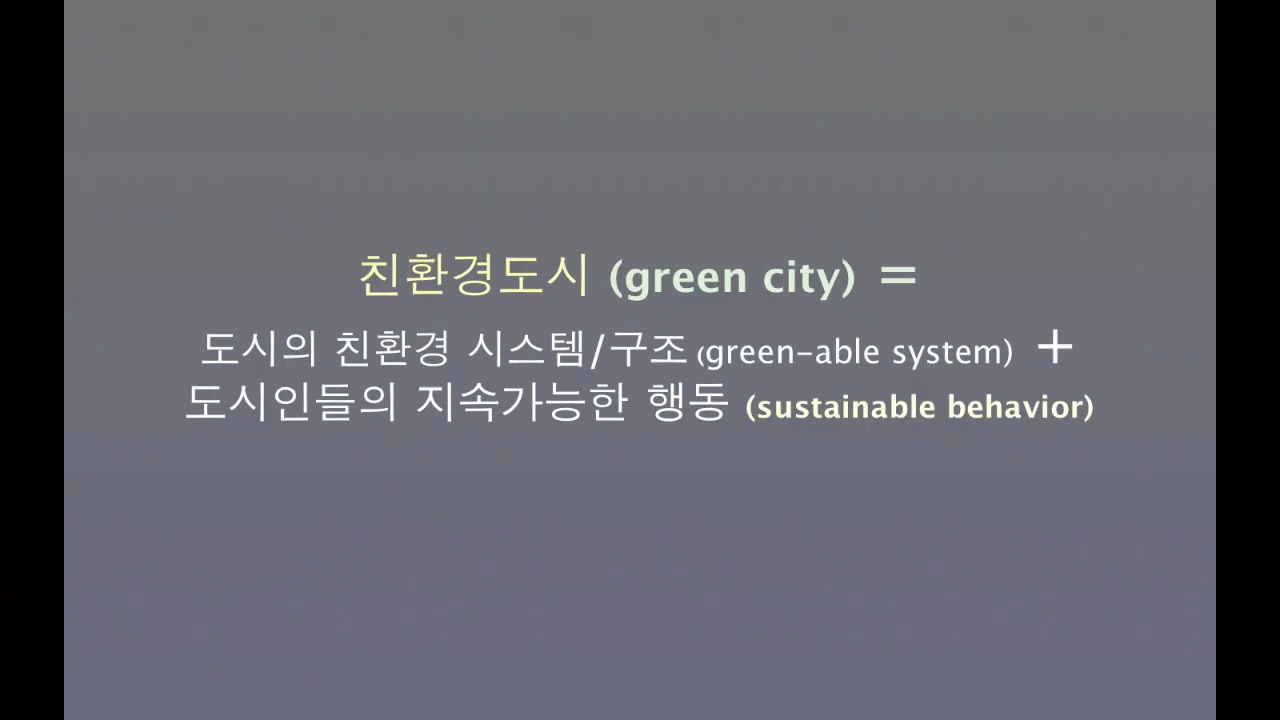 친환경도시 (green city) =
도시의 친환경 시스템/구조 (green-able system) +
도시인들의 지속가능한 행동 (sustainable behavior)